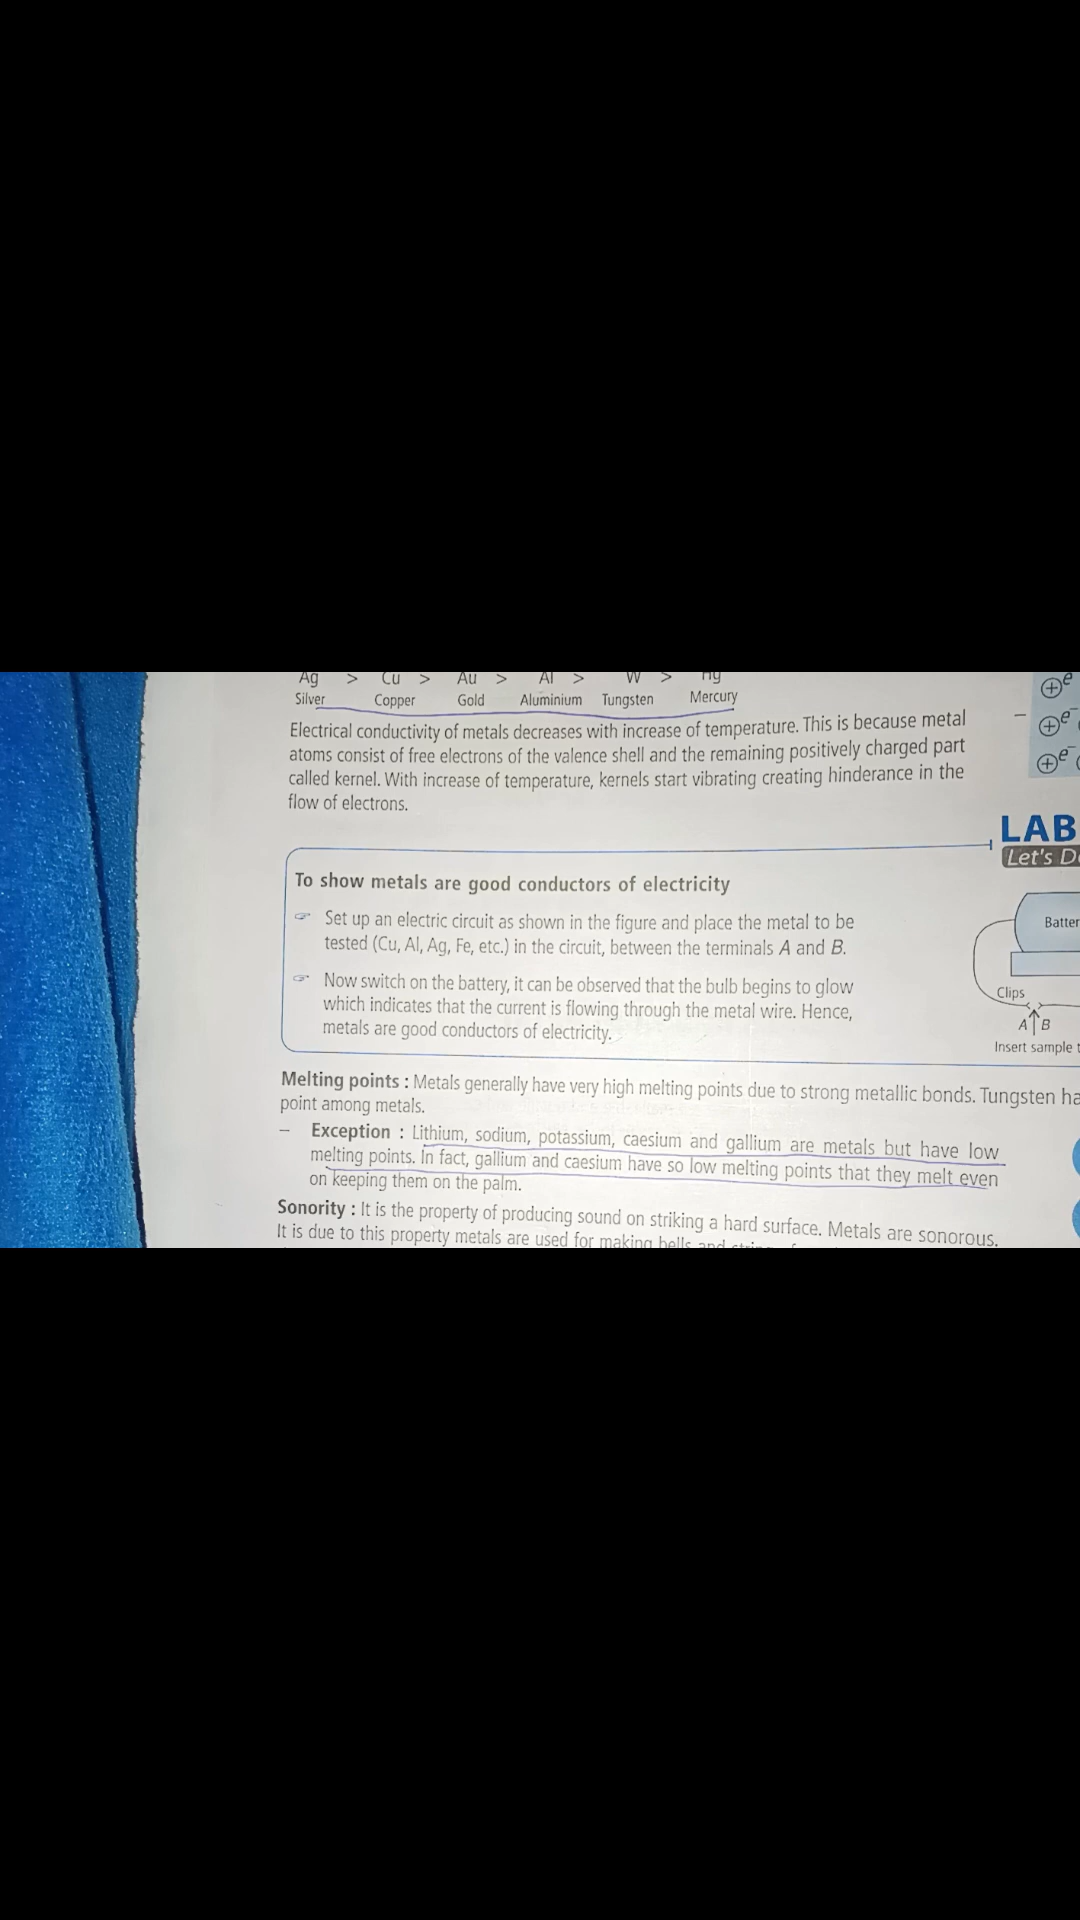 Ag > Cu > Au > Al > W > Hg
Silver Copper Gold Aluminium Tungsten Mercury
Electrical conductivity of metals decreases with increase of temperature. This is because metal
atoms consist of free electrons of the valence shell and the remaining positively charged part
called kernel. With increase of temperature, kernels start vibrating creating hinderance in the
flow of electrons.
⊕e
– ⊕e⁻
⊕e⁻
LAB
Let's D
To show metals are good conductors of electricity
☞ Set up an electric circuit as shown in the figure and place the metal to be
tested (Cu, Al, Ag, Fe, etc.) in the circuit, between the terminals A and B.
☞ Now switch on the battery, it can be observed that the bulb begins to glow
which indicates that the current is flowing through the metal wire. Hence,
metals are good conductors of electricity.
Batter
Clips
A B
Insert sample t
Melting points : Metals generally have very high melting points due to strong metallic bonds. Tungsten ha
point among metals.
– Exception : Lithium, sodium, potassium, caesium and gallium are metals but have low
melting points. In fact, gallium and caesium have so low melting points that they melt even
on keeping them on the palm.
Sonority : It is the property of producing sound on striking a hard surface. Metals are sonorous.
It is due to this property metals are used for making bells and